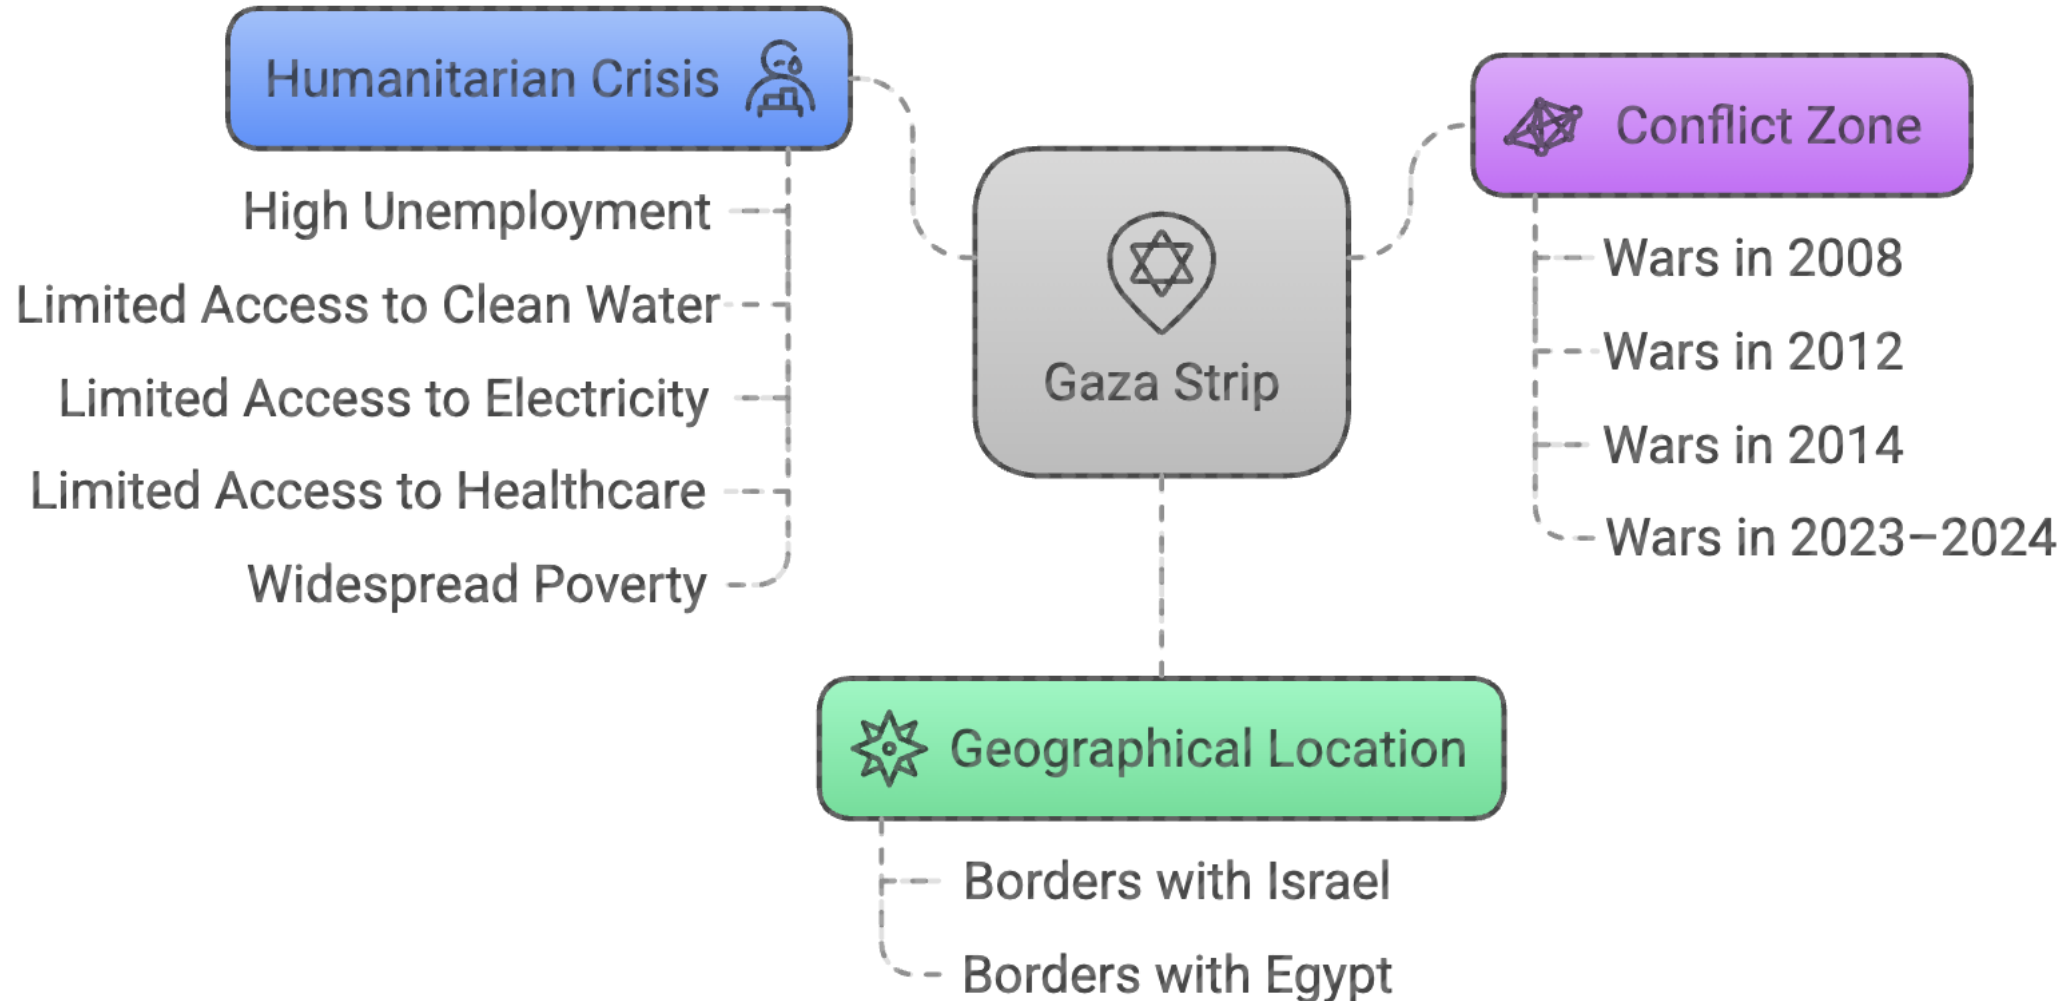 Humanitarian Crisis
High Unemployment
Limited Access to Clean Water
Limited Access to Electricity
Limited Access to Healthcare
Widespread Poverty
Gaza Strip
Conflict Zone
Wars in 2008
Wars in 2012
Wars in 2014
Wars in 2023–2024
Geographical Location
Borders with Israel
Borders with Egypt